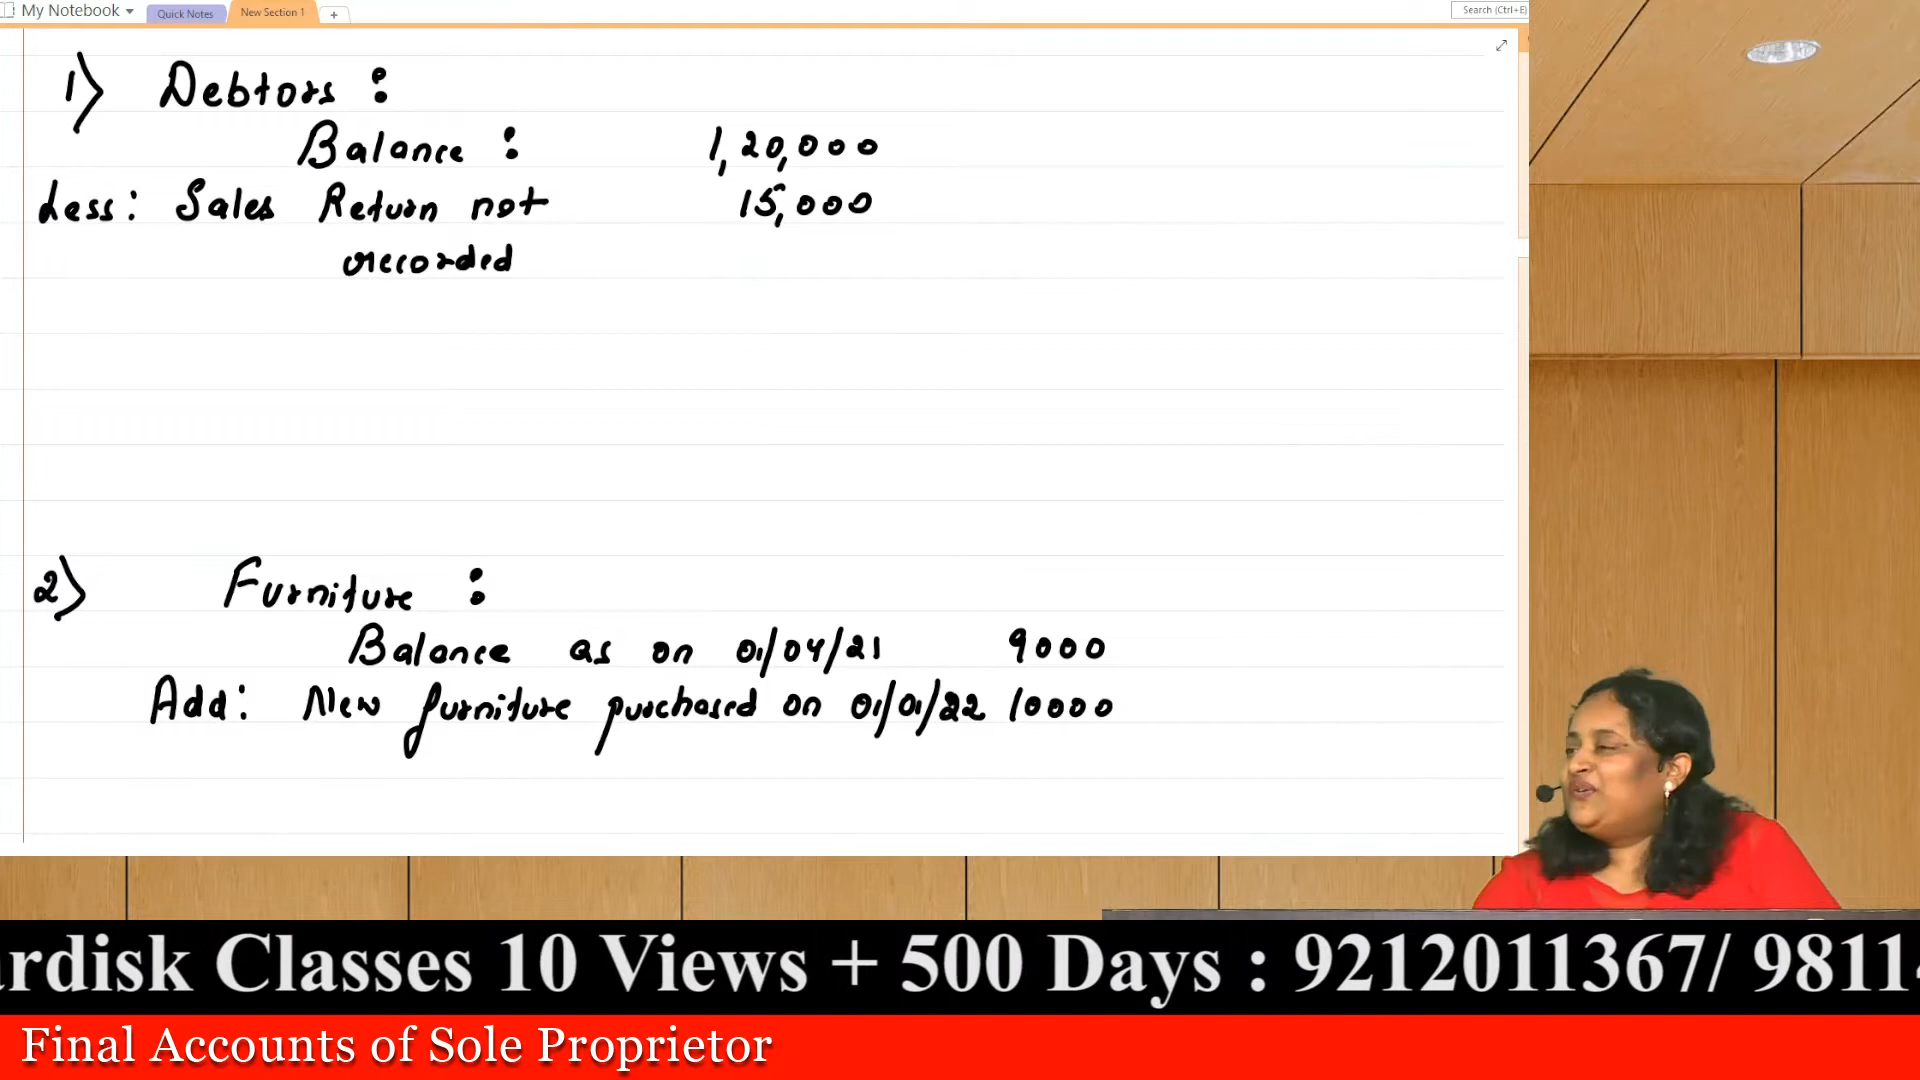 My Notebook
Quick Notes
New Section 1
+
Search (Ctrl+E)
1) Debtors :
Balance : 1,20,000
Less: Sales Return not 15,000
recorded
2) Furniture :
Balance as on 01/04/21 9000
Add: New furniture purchased on 01/01/22 10000
rdisk Classes 10 Views + 500 Days : 9212011367/ 9811
Final Accounts of Sole Proprietor